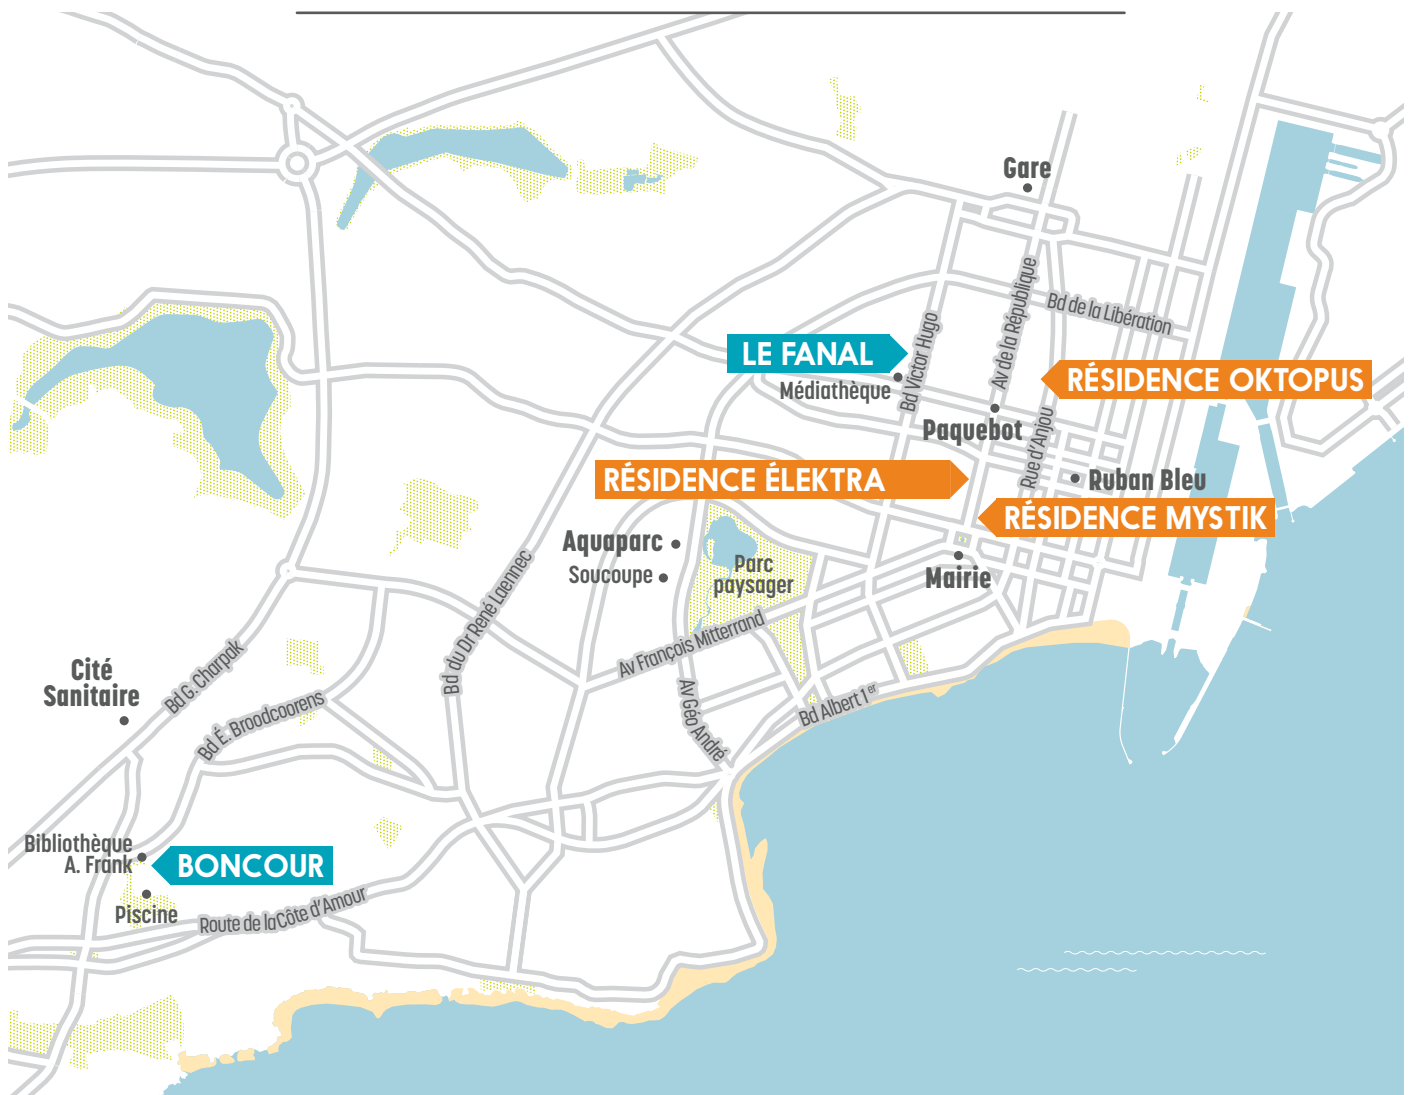 Gare
Av de la République
Bd de la Libération
Bd Victor Hugo
LE FANAL
Médiathèque
RÉSIDENCE OKTOPUS
Paquebot
Rue d'Anjou
RÉSIDENCE ÉLEKTRA
Ruban Bleu
RÉSIDENCE MYSTIK
Aquaparc
Soucoupe
Parc
paysager
Mairie
Bd du Dr René Laennec
Av François Mitterrand
Cité
Sanitaire
Bd G. Charpak
Bd É. Broodcoorens
Av Géo André
Bd Albert 1er
Bibliothèque
A. Frank
BONCOUR
Piscine
Route de la Côte d'Amour